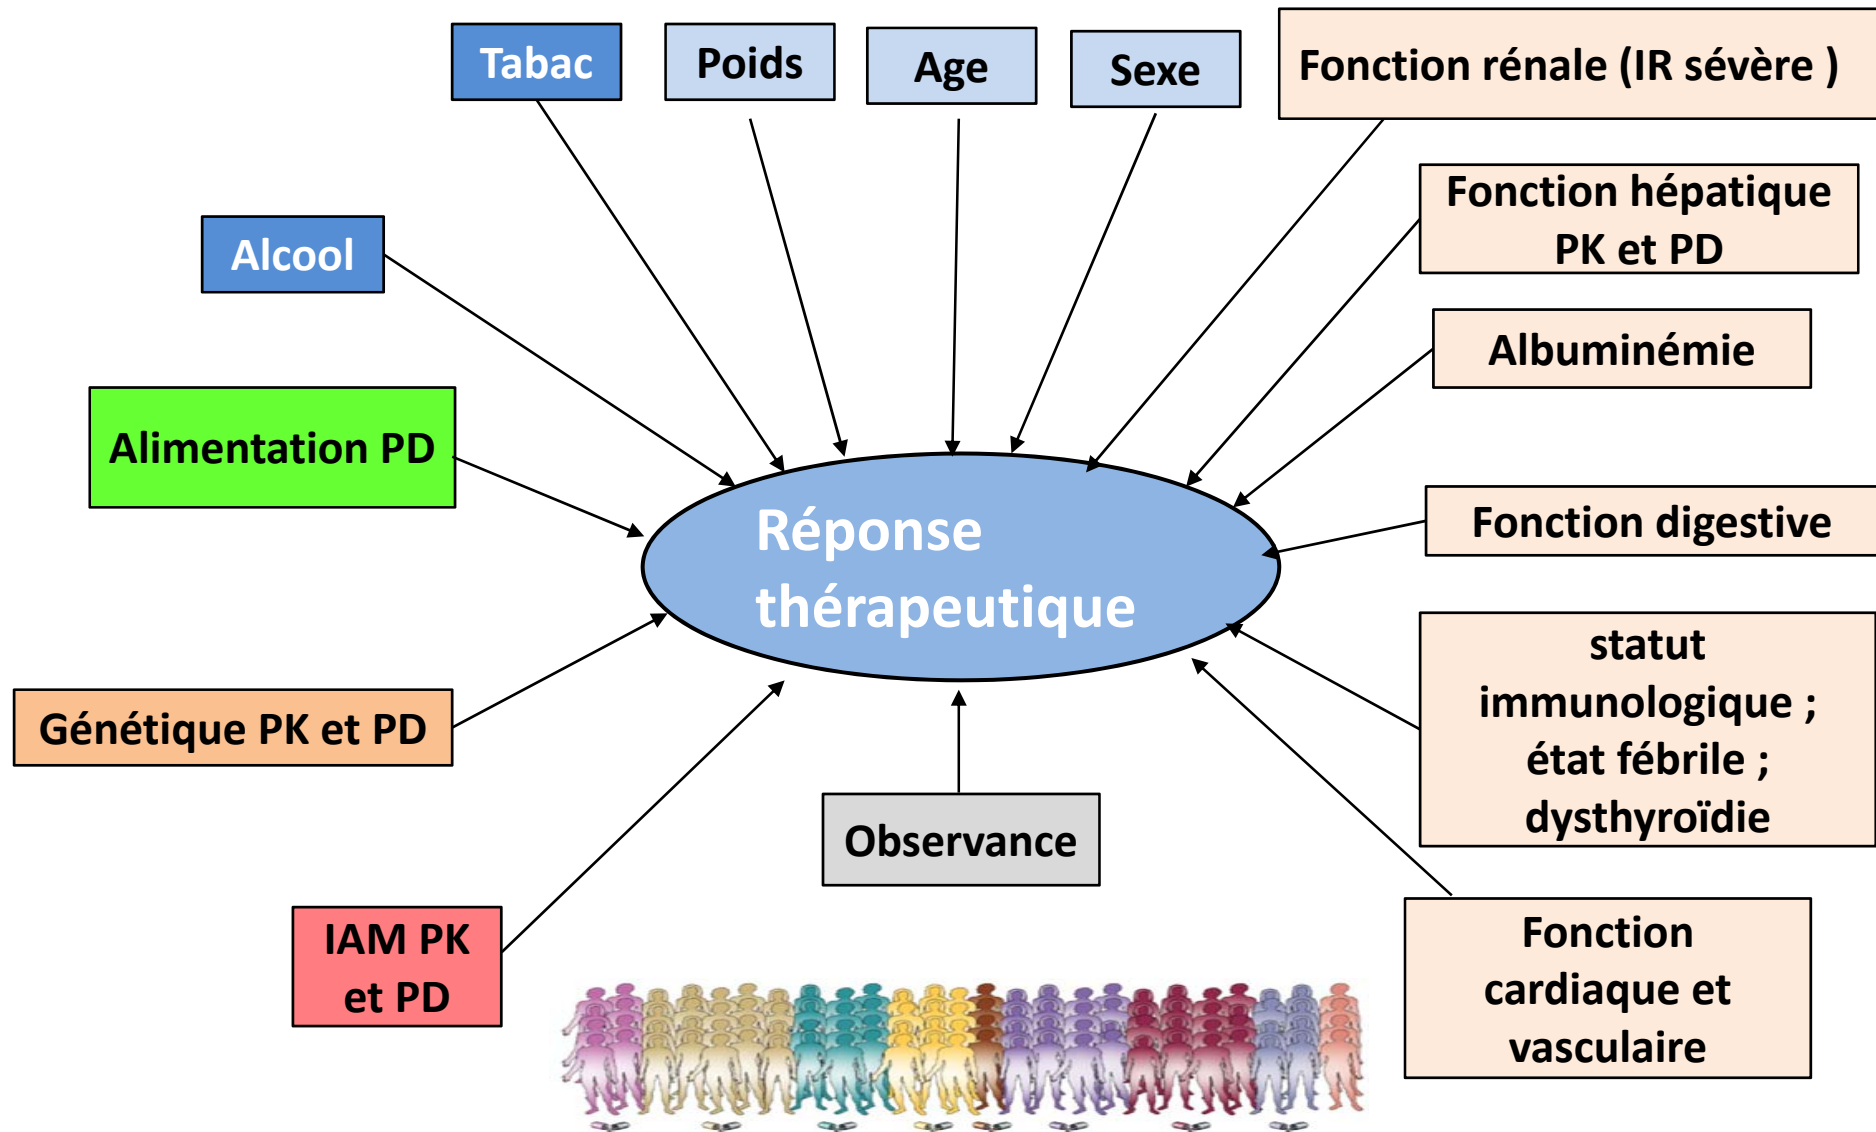 Tabac
Poids
Age
Sexe
Fonction rénale (IR sévère )
Fonction hépatique
PK et PD
Alcool
Albuminémie
Alimentation PD
Réponse
thérapeutique
Fonction digestive
statut
immunologique ;
état fébrile ;
dysthyroïdie
Génétique PK et PD
Observance
IAM PK
et PD
Fonction
cardiaque et
vasculaire